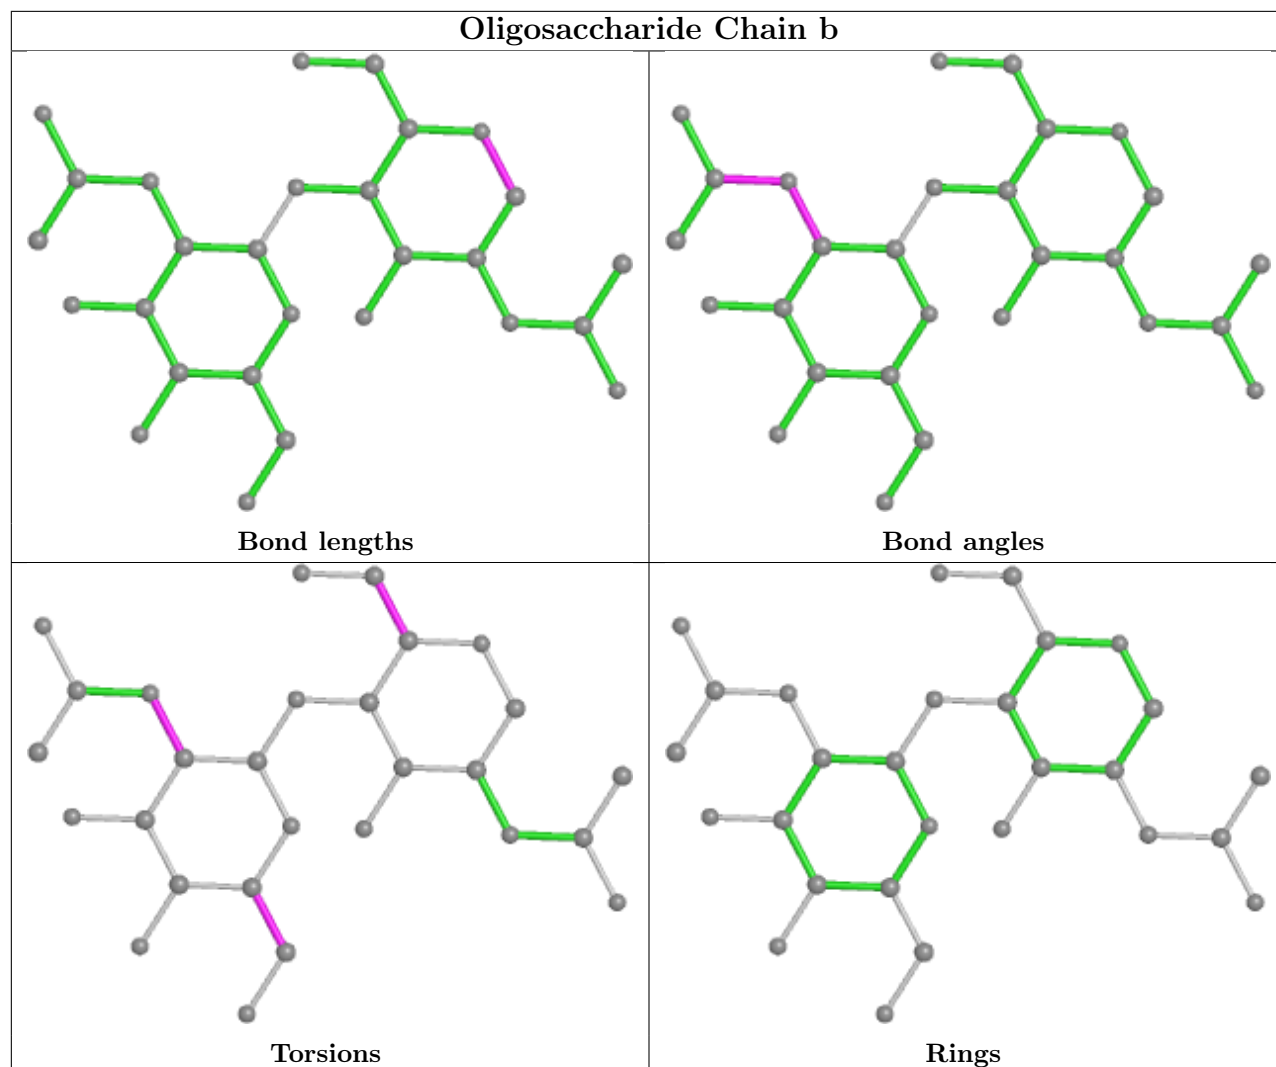 Oligosaccharide Chain b
Bond lengths
Bond angles
Torsions
Rings